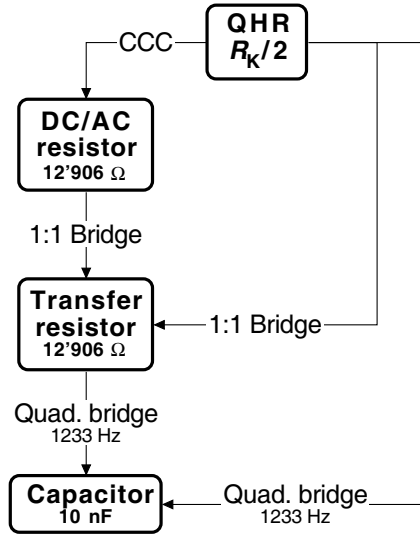 QHR
R_K/2
CCC
DC/AC
resistor
12'906 Ω
1:1 Bridge
Transfer
resistor
12'906 Ω
1:1 Bridge
Quad. bridge
1233 Hz
Capacitor
10 nF
Quad. bridge
1233 Hz